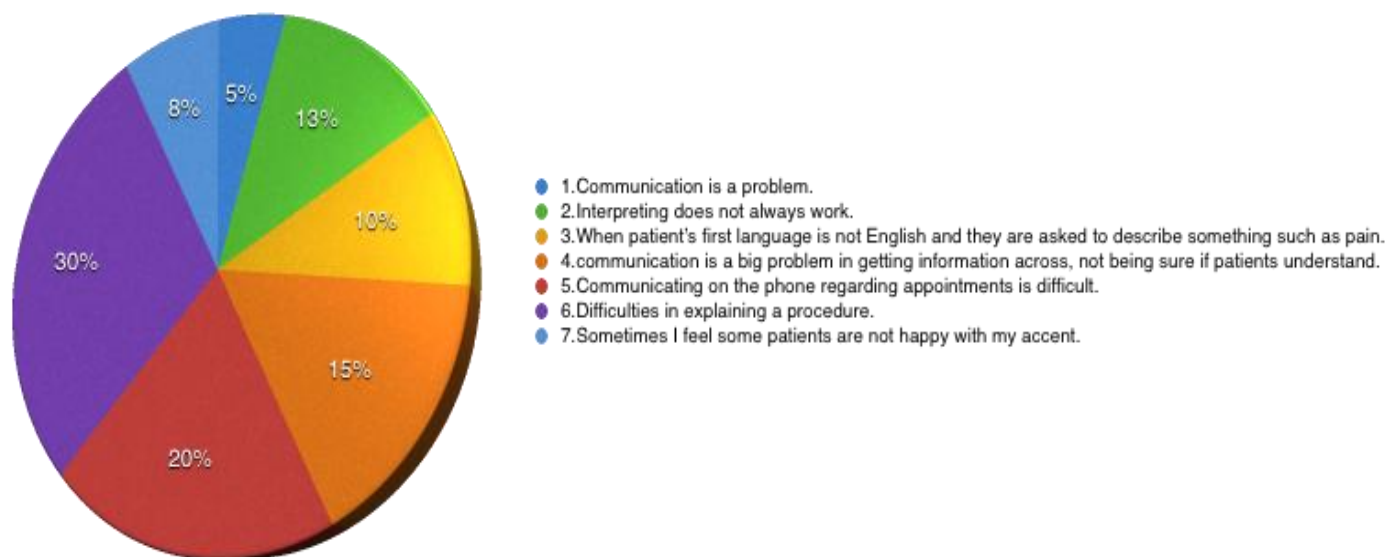 5%
13%
8%
10%
30%
15%
20%
1.Communication is a problem.
2.Interpreting does not always work.
3.When patient's first language is not English and they are asked to describe something such as pain.
4.communication is a big problem in getting information across, not being sure if patients understand.
5.Communicating on the phone regarding appointments is difficult.
6.Difficulties in explaining a procedure.
7.Sometimes I feel some patients are not happy with my accent.